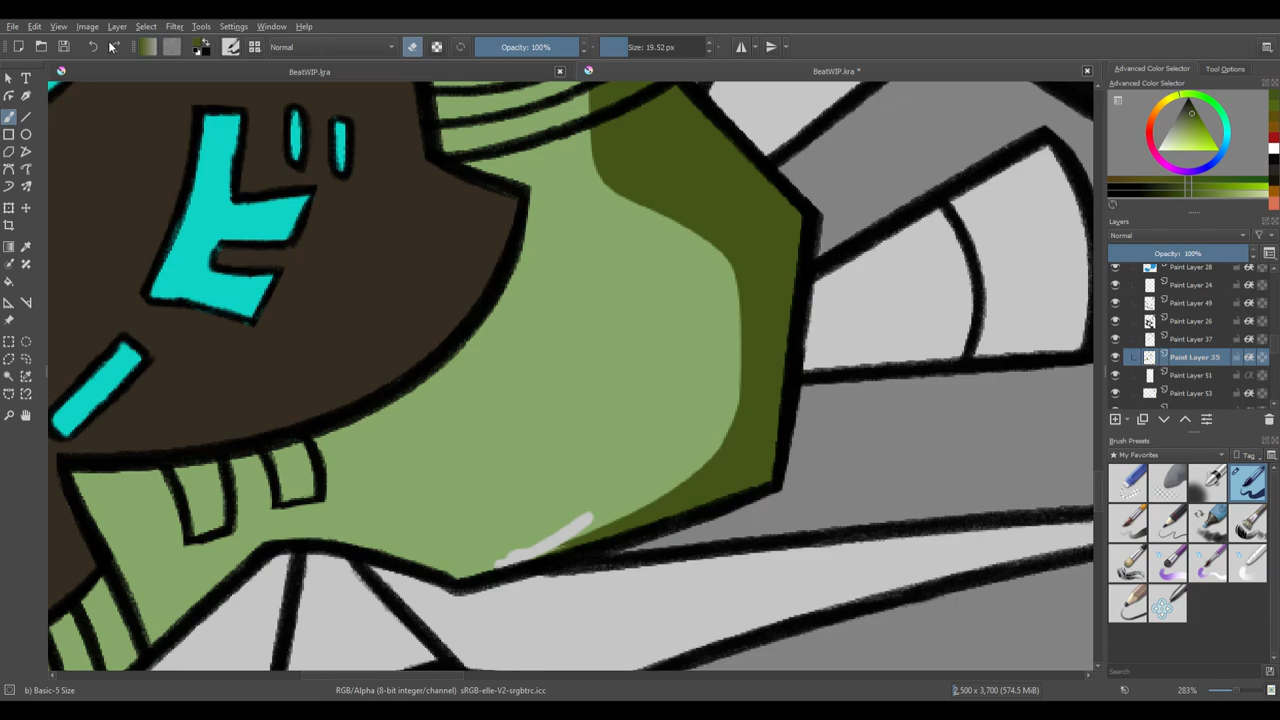 File Edit View Image Layer Select Filter Tools Settings Window Help
Normal Opacity: 100% Size: 19.52 px
BeatWIP.kra BeatWIP.kra *
Advanced Color Selector Tool Options
Advanced Color Selector
Layers
Normal
Opacity: 100%
Paint Layer 28
Paint Layer 24
Paint Layer 49
Paint Layer 26
Paint Layer 37
Paint Layer 35
Paint Layer 51
Paint Layer 53
Brush Presets
My Favorites Tag
Search
b) Basic-5 Size RGB/Alpha (8-bit integer/channel) sRGB-elle-V2-srgbtrc.icc 2,500 x 3,700 (574.5 MiB) 283%